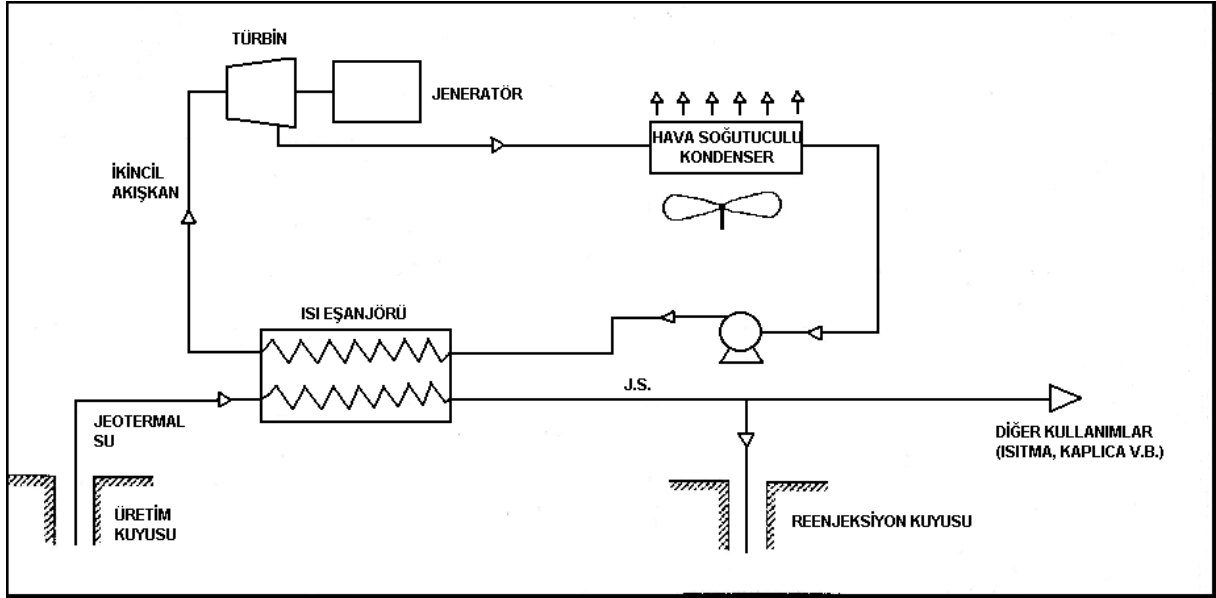 TÜRBİN
JENERATÖR
HAVA SOĞUTUCULU
KONDENSER
İKİNCİL
AKIŞKAN
ISI EŞANJÖRÜ
J.S.
JEOTERMAL
SU
DİĞER KULLANIMLAR
(ISITMA, KAPLICA V.B.)
ÜRETİM
KUYUSU
REENJEKSİYON KUYUSU